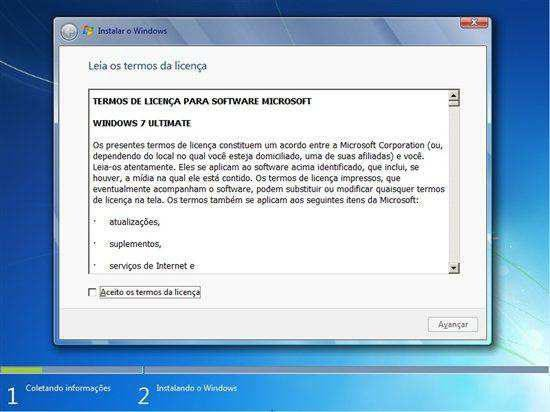 Instalar o Windows
Leia os termos da licença
TERMOS DE LICENÇA PARA SOFTWARE MICROSOFT
WINDOWS 7 ULTIMATE
Os presentes termos de licença constituem um acordo entre a Microsoft Corporation (ou,
dependendo do local no qual você esteja domiciliado, uma de suas afiliadas) e você.
Leia-os atentamente. Eles se aplicam ao software acima identificado, que inclui, se
houver, a mídia na qual ele está contido. Os termos de licença impressos, que
eventualmente acompanham o software, podem substituir ou modificar quaisquer termos
de licença na tela. Os termos também se aplicam aos seguintes itens da Microsoft:
· atualizações,
· suplementos,
· serviços de Internet e
Aceito os termos da licença
Avançar
1 Coletando informações 2 Instalando o Windows